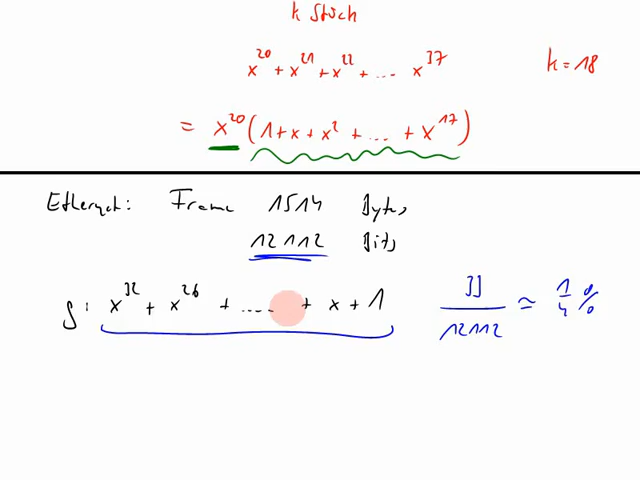 k Stück
x^20 + x^21 + x^22 + .... x^37 k = 18
= x^20 (1 + x + x^2 + .... + x^17)
Ethernet: Frame 1514 Bytes
12112 Bits
g: x^32 + x^26 + ..... + x + 1 33/12112 ≈ 1/4 %